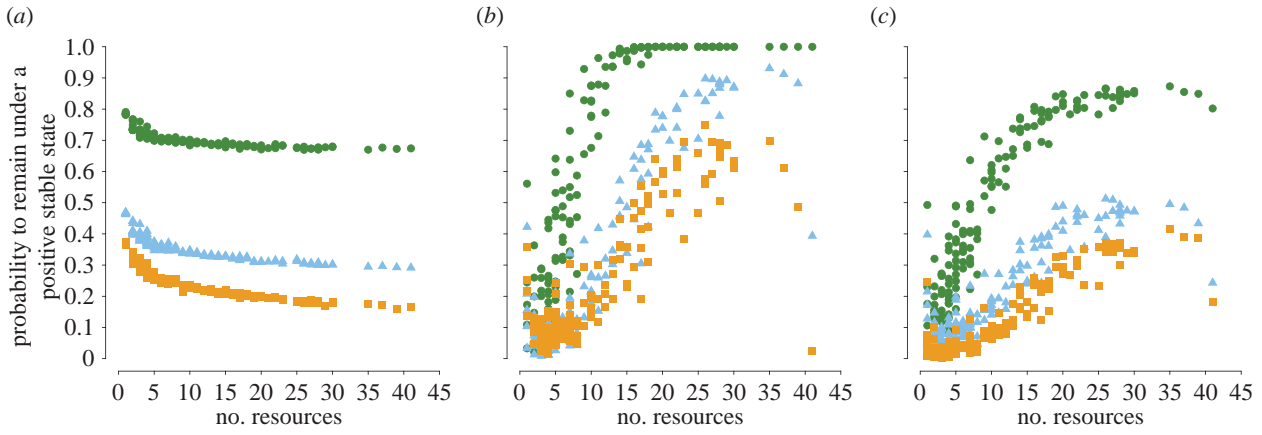 (a)
(b)
(c)
probability to remain under a
positive stable state
1.0
0.9
0.8
0.7
0.6
0.5
0.4
0.3
0.2
0.1
0
0 5 10 15 20 25 30 35 40 45
no. resources
0 5 10 15 20 25 30 35 40 45
no. resources
0 5 10 15 20 25 30 35 40 45
no. resources